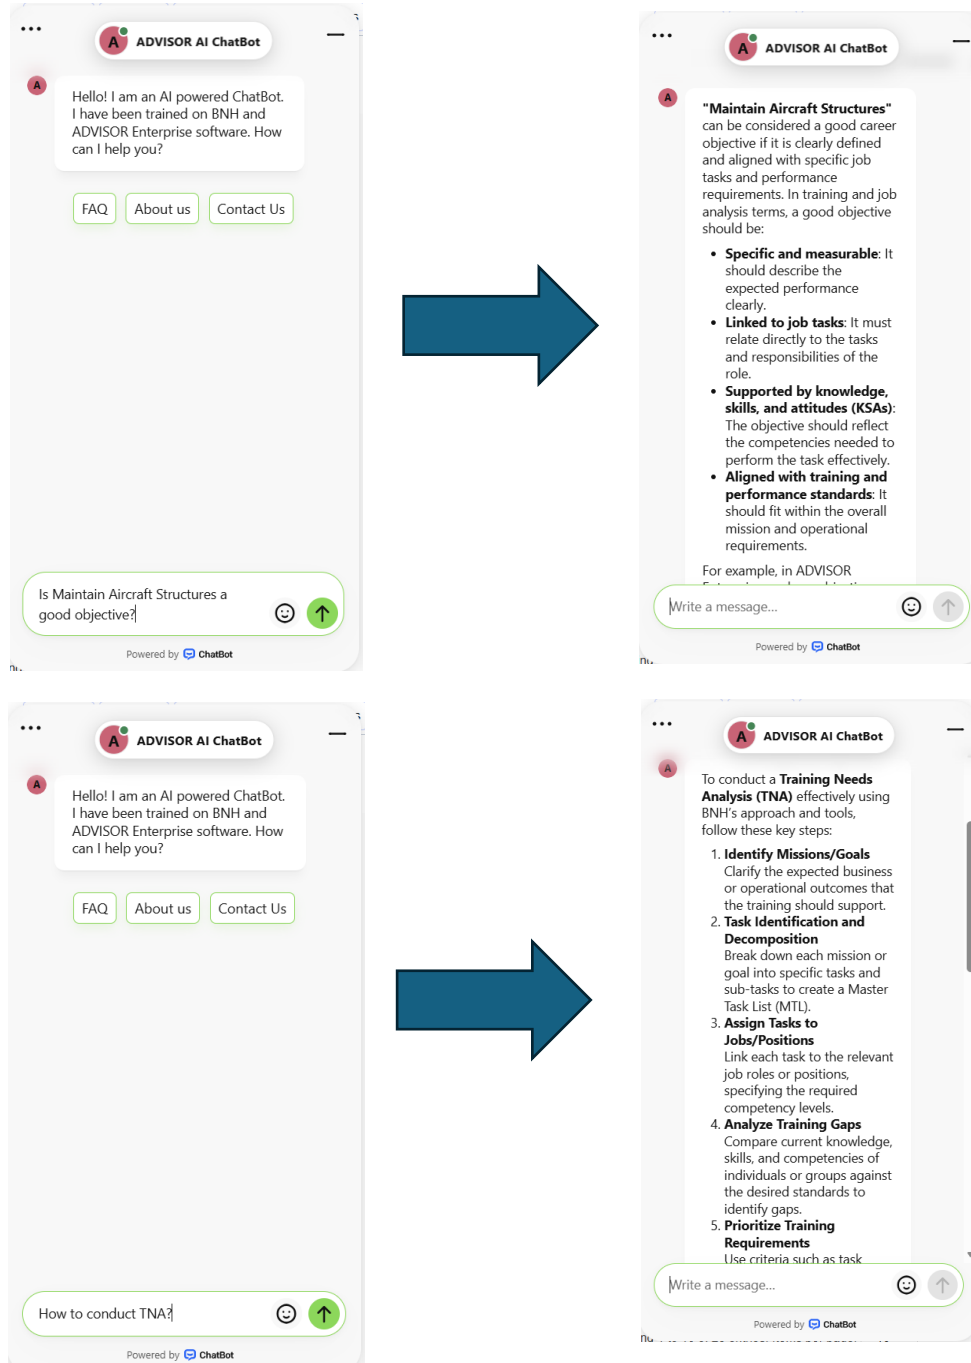 A ADVISOR AI ChatBot
A
Hello! I am an AI powered ChatBot.
I have been trained on BNH and
ADVISOR Enterprise software. How
can I help you?
FAQ
About us
Contact Us
Is Maintain Aircraft Structures a
good objective?
Powered by ChatBot
A ADVISOR AI ChatBot
A
"Maintain Aircraft Structures"
can be considered a good career
objective if it is clearly defined
and aligned with specific job
tasks and performance
requirements. In training and job
analysis terms, a good objective
should be:
• Specific and measurable: It
should describe the
expected performance
clearly.
• Linked to job tasks: It must
relate directly to the tasks
and responsibilities of the
role.
• Supported by knowledge,
skills, and attitudes (KSAs):
The objective should reflect
the competencies needed to
perform the task effectively.
• Aligned with training and
performance standards: It
should fit within the overall
mission and operational
requirements.
For example, in ADVISOR
Write a message...
Powered by ChatBot
A ADVISOR AI ChatBot
A
Hello! I am an AI powered ChatBot.
I have been trained on BNH and
ADVISOR Enterprise software. How
can I help you?
FAQ
About us
Contact Us
How to conduct TNA?
Powered by ChatBot
A ADVISOR AI ChatBot
A
To conduct a Training Needs
Analysis (TNA) effectively using
BNH's approach and tools,
follow these key steps:
1. Identify Missions/Goals
Clarify the expected business
or operational outcomes that
the training should support.
2. Task Identification and
Decomposition
Break down each mission or
goal into specific tasks and
sub-tasks to create a Master
Task List (MTL).
3. Assign Tasks to
Jobs/Positions
Link each task to the relevant
job roles or positions,
specifying the required
competency levels.
4. Analyze Training Gaps
Compare current knowledge,
skills, and competencies of
individuals or groups against
the desired standards to
identify gaps.
5. Prioritize Training
Requirements
Use criteria such as task
Write a message...
Powered by ChatBot